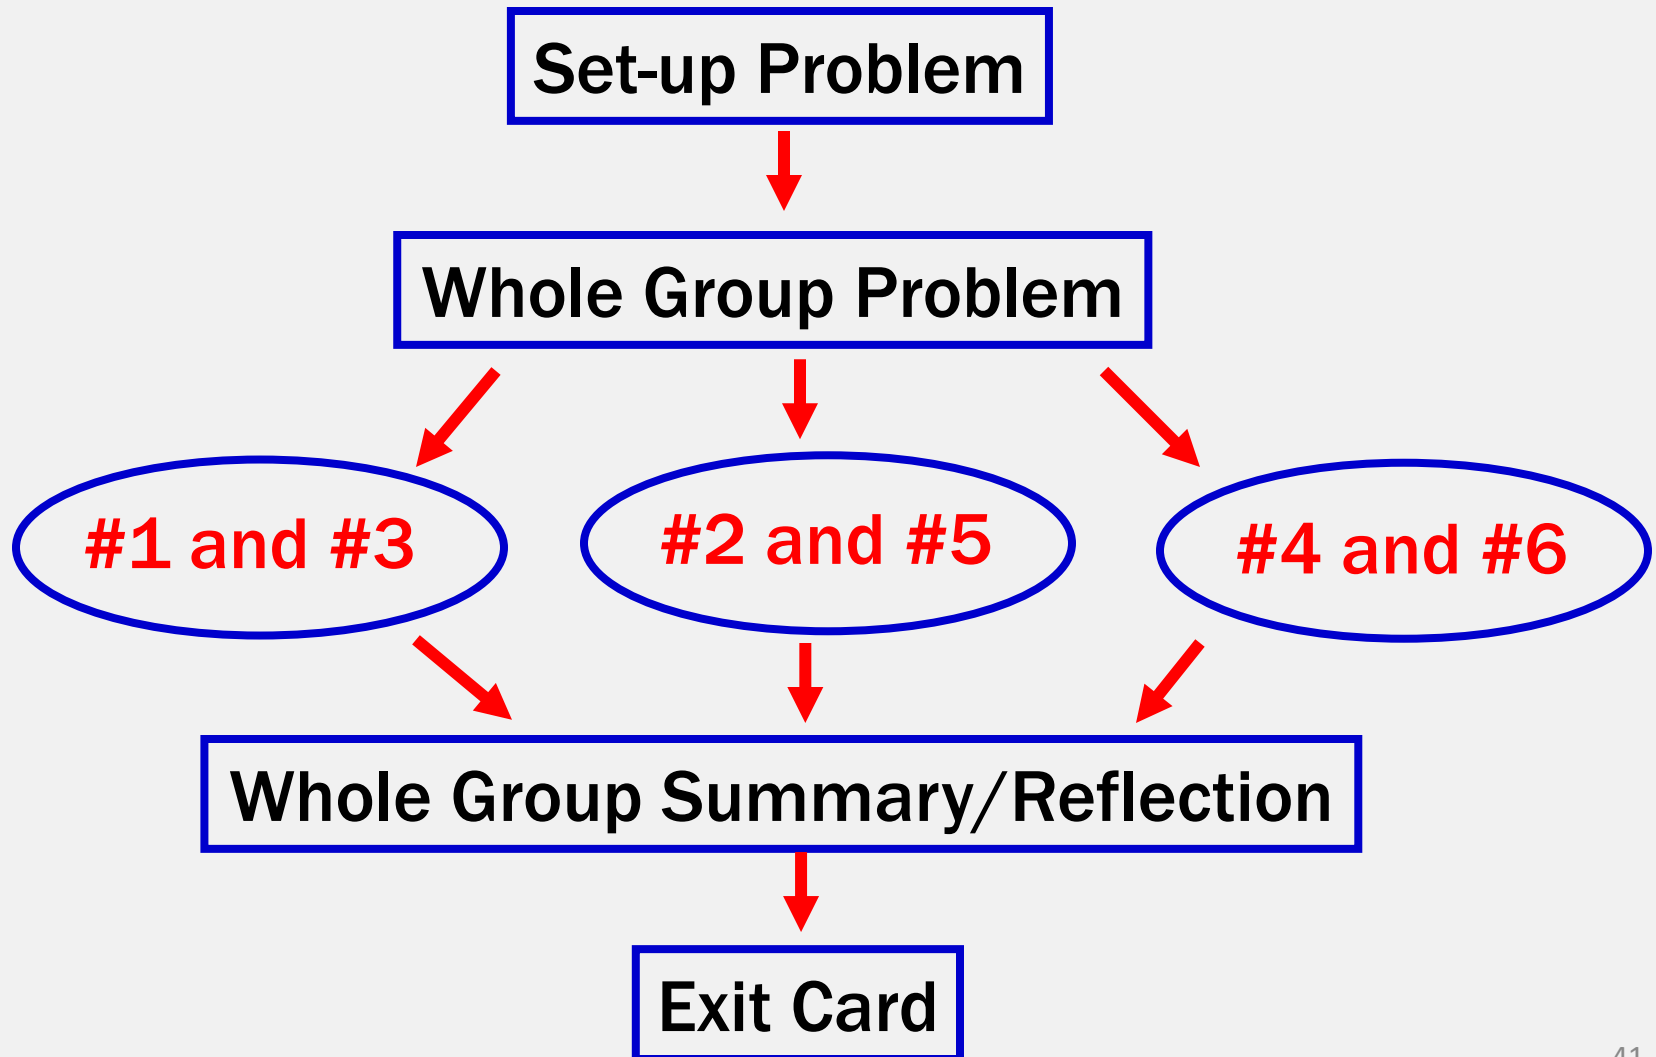 Set-up Problem
Whole Group Problem
#1 and #3
#2 and #5
#4 and #6
Whole Group Summary/Reflection
Exit Card
41